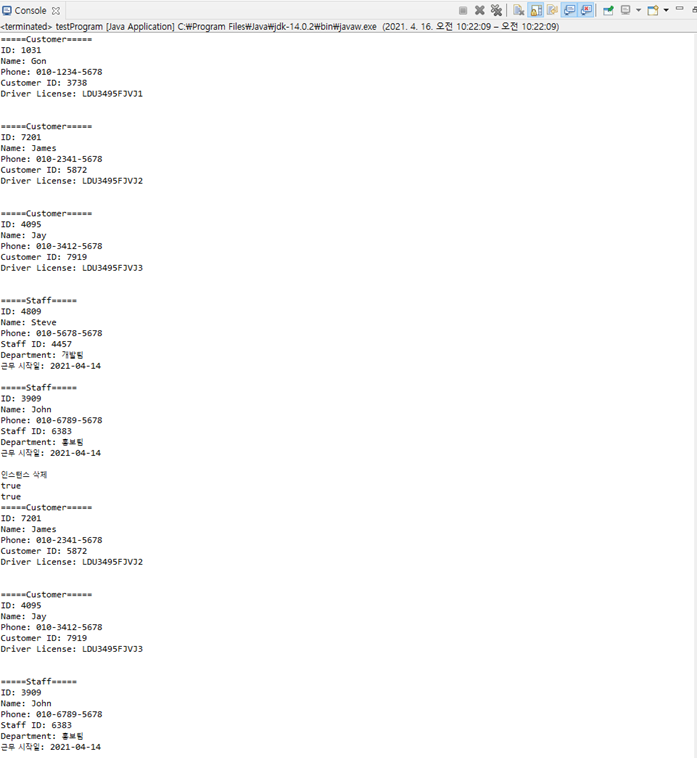 Console
<terminated> testProgram [Java Application] C:₩Program Files₩Java₩jdk-14.0.2₩bin₩javaw.exe  (2021. 4. 16. 오전 10:22:09 – 오전 10:22:09)
=====Customer=====
ID: 1031
Name: Gon
Phone: 010-1234-5678
Customer ID: 3738
Driver License: LDU3495FJVJ1
=====Customer=====
ID: 7201
Name: James
Phone: 010-2341-5678
Customer ID: 5872
Driver License: LDU3495FJVJ2
=====Customer=====
ID: 4095
Name: Jay
Phone: 010-3412-5678
Customer ID: 7919
Driver License: LDU3495FJVJ3
=====Staff=====
ID: 4809
Name: Steve
Phone: 010-5678-5678
Staff ID: 4457
Department: 개발팀
근무 시작일: 2021-04-14
=====Staff=====
ID: 3909
Name: John
Phone: 010-6789-5678
Staff ID: 6383
Department: 홍보팀
근무 시작일: 2021-04-14
인스턴스 삭제
true
true
=====Customer=====
ID: 7201
Name: James
Phone: 010-2341-5678
Customer ID: 5872
Driver License: LDU3495FJVJ2
=====Customer=====
ID: 4095
Name: Jay
Phone: 010-3412-5678
Customer ID: 7919
Driver License: LDU3495FJVJ3
=====Staff=====
ID: 3909
Name: John
Phone: 010-6789-5678
Staff ID: 6383
Department: 홍보팀
근무 시작일: 2021-04-14